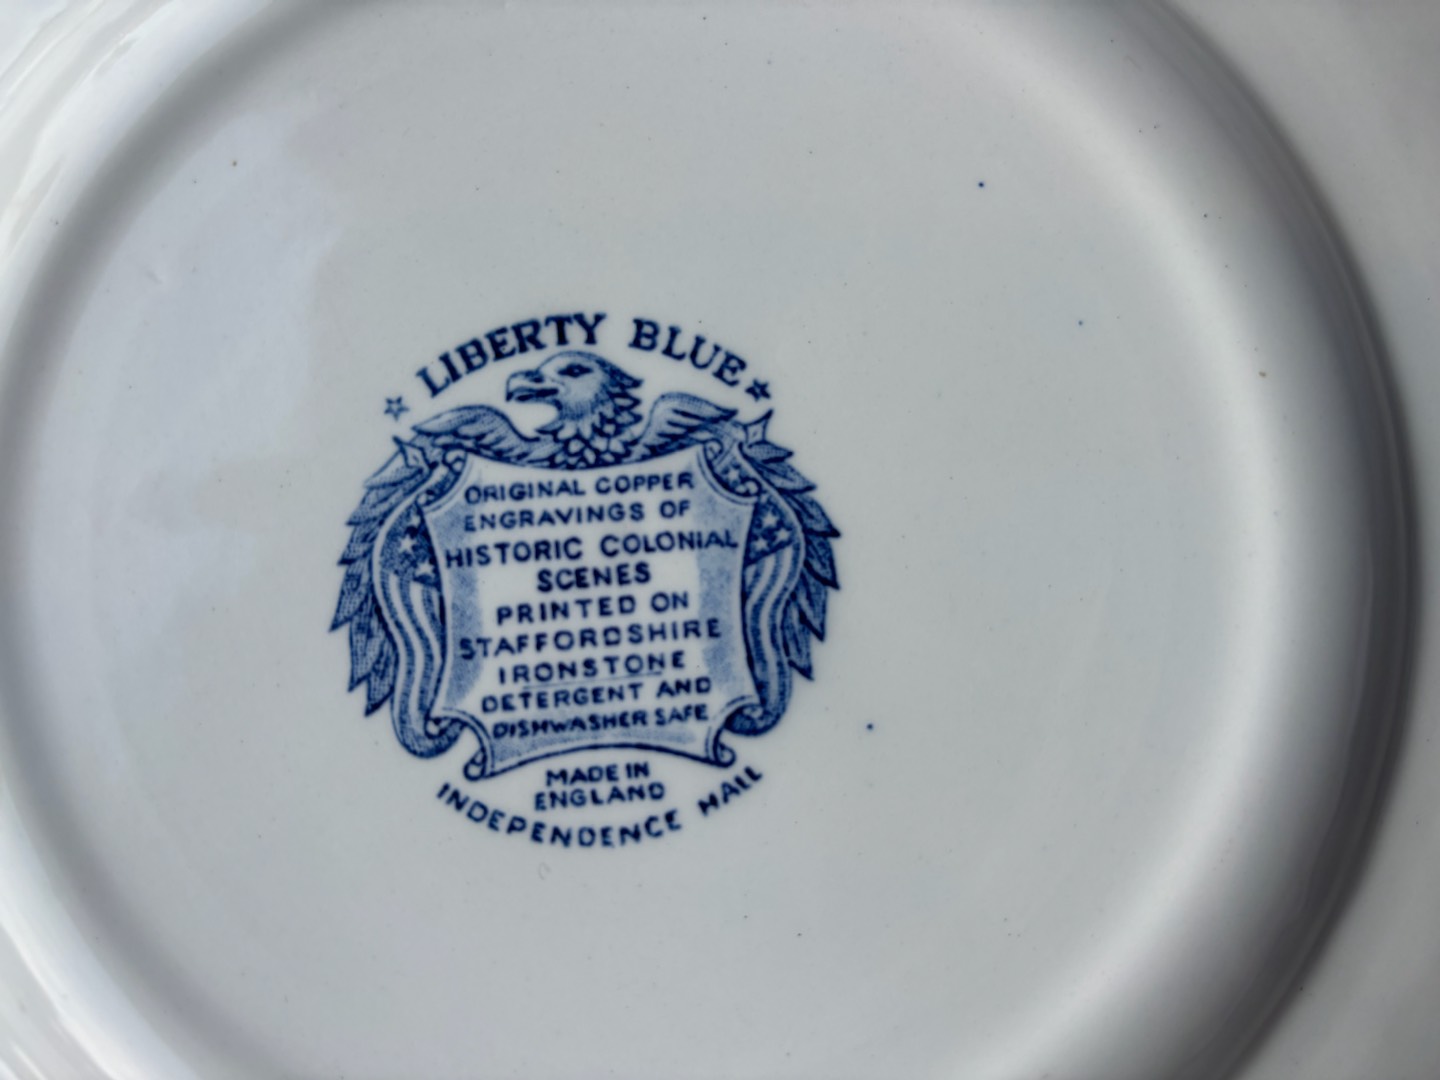 LIBERTY BLUE
ORIGINAL COPPER
ENGRAVINGS OF
HISTORIC COLONIAL
SCENES
PRINTED ON
STAFFORDSHIRE
IRONSTONE
DETERGENT AND
DISHWASHER SAFE
MADE IN
ENGLAND
INDEPENDENCE HALL